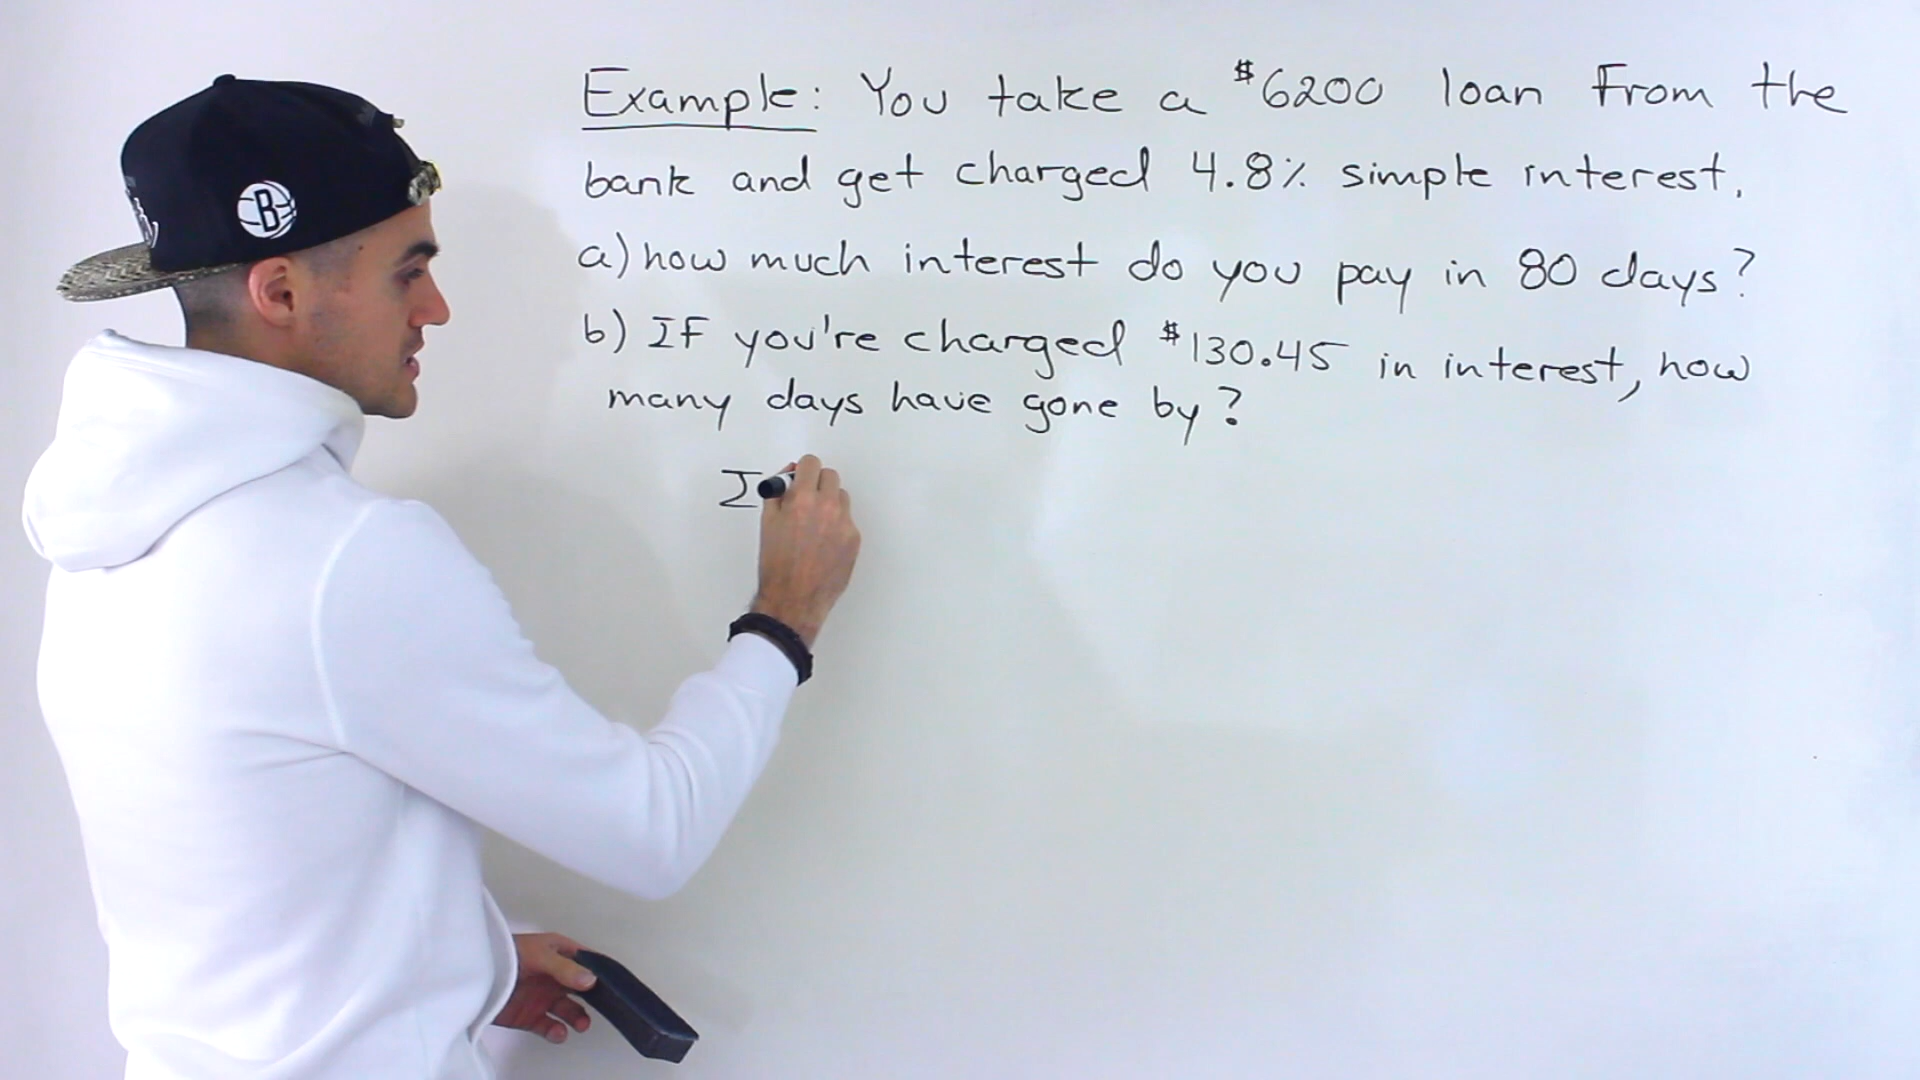 Example: You take a $6200 loan from the
bank and get charged 4.8% simple interest.
a) how much interest do you pay in 80 days?
b) If you're charged $130.45 in interest, how
many days have gone by?
I
B